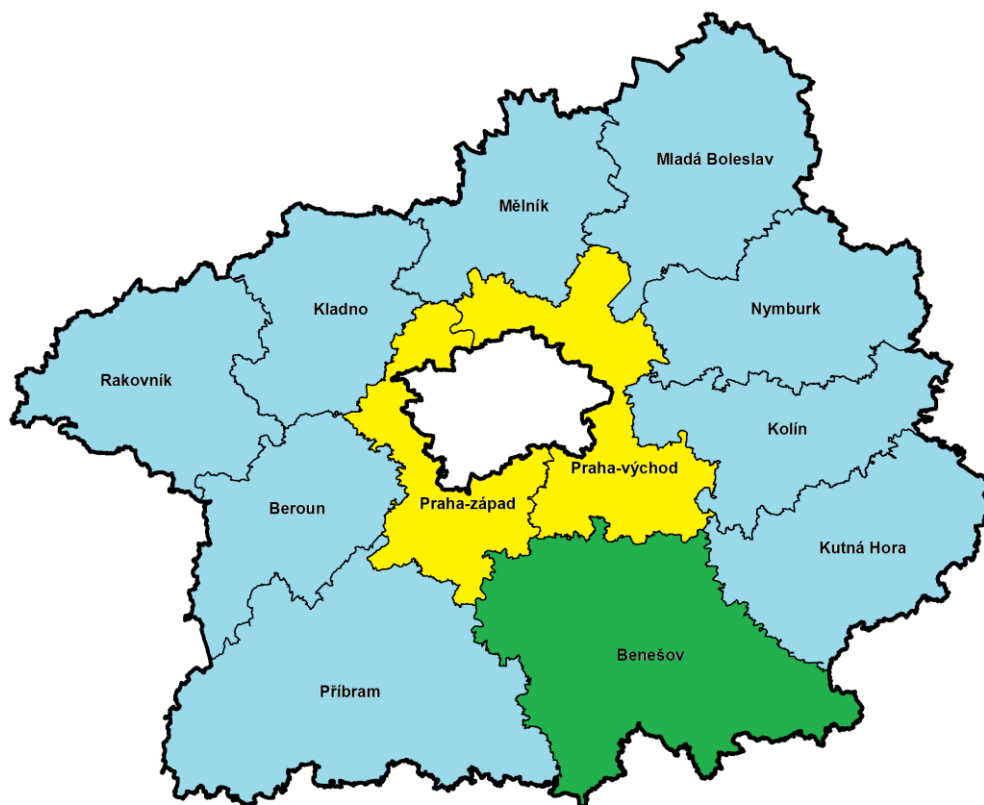 Mladá Boleslav
Mělník
Nymburk
Kladno
Rakovník
Kolín
Praha-východ
Praha-západ
Beroun
Kutná Hora
Benešov
Příbram